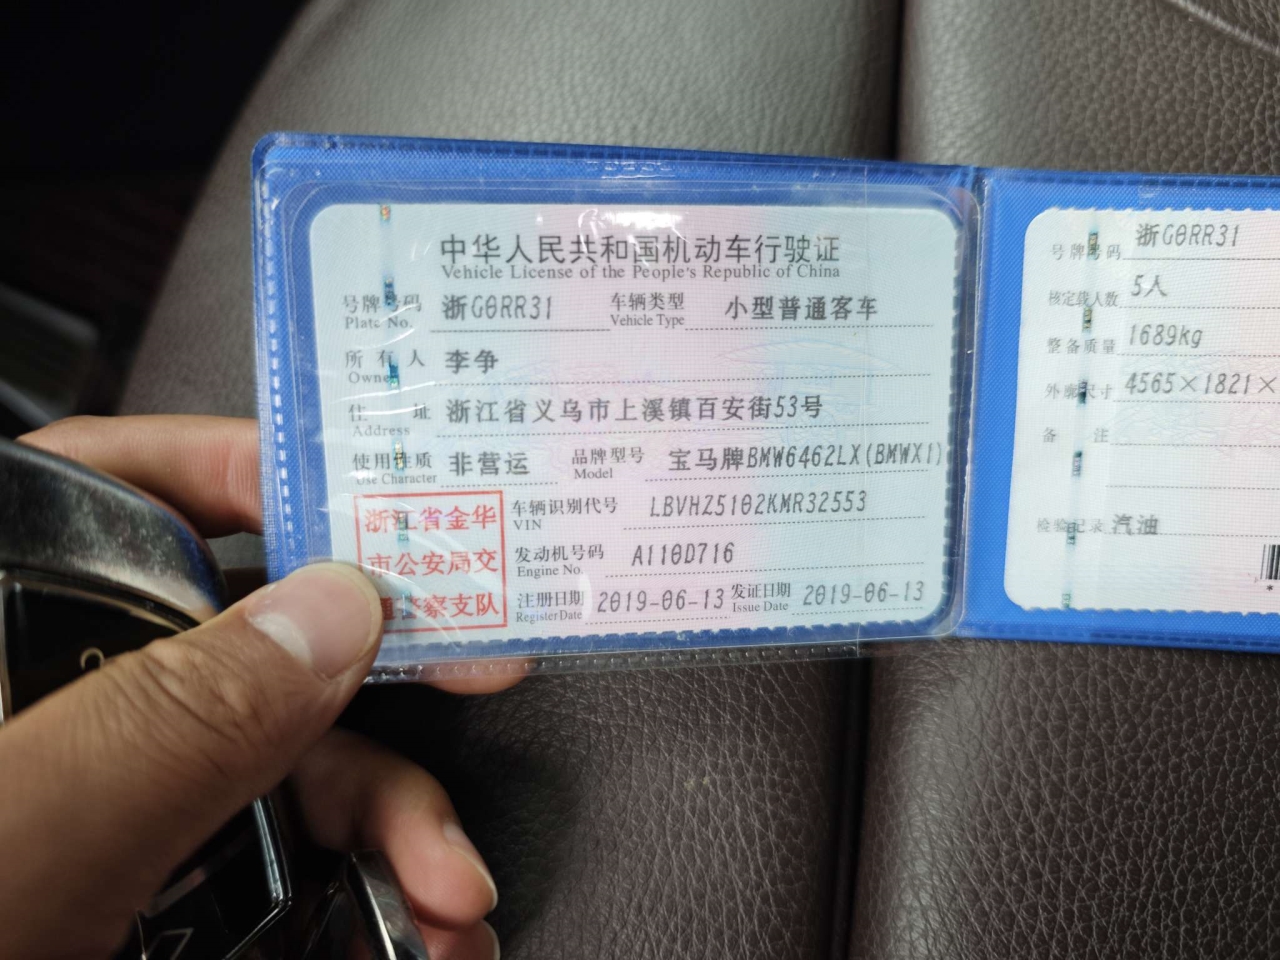 中华人民共和国机动车行驶证
Vehicle License of the People's Republic of China
号牌号码 浙G0RR31 车辆类型 小型普通客车
Plate No. Vehicle Type
所有人 李争
Owner
住址 浙江省义乌市上溪镇百安街53号
Address
使用性质 非营运 品牌型号 宝马牌BMW6462LX(BMWX1)
Use Character Model
浙江省金华
市公安局交
通警察支队
车辆识别代号 LBVHZ5102KMR32553
VIN
发动机号码 A110D716
Engine No.
注册日期 2019-06-13 发证日期 2019-06-13
Register Date Issue Date
号牌号码 浙G0RR31
核定载人数 5人
整备质量 1689kg
外廓尺寸 4565×1821×
备注
检验记录 汽油